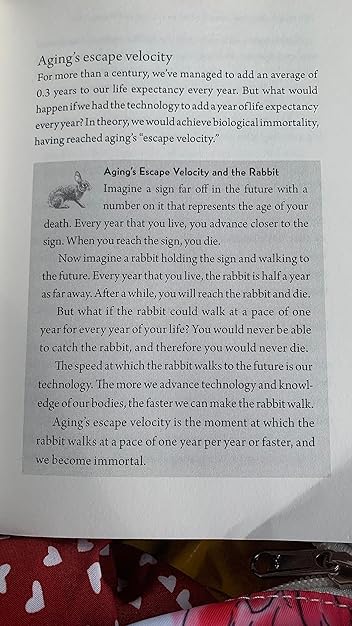 Aging's escape velocity
For more than a century, we've managed to add an average of
0.3 years to our life expectancy every year. But what would
happen if we had the technology to add a year of life expectancy
every year? In theory, we would achieve biological immortality,
having reached aging's “escape velocity.”
Aging's Escape Velocity and the Rabbit
Imagine a sign far off in the future with a
number on it that represents the age of your
death. Every year that you live, you advance closer to the
sign. When you reach the sign, you die.
Now imagine a rabbit holding the sign and walking to
the future. Every year that you live, the rabbit is half a year
as far away. After a while, you will reach the rabbit and die.
But what if the rabbit could walk at a pace of one
year for every year of your life? You would never be able
to catch the rabbit, and therefore you would never die.
The speed at which the rabbit walks to the future is our
technology. The more we advance technology and knowl-
edge of our bodies, the faster we can make the rabbit walk.
Aging's escape velocity is the moment at which the
rabbit walks at a pace of one year per year or faster, and
we become immortal.